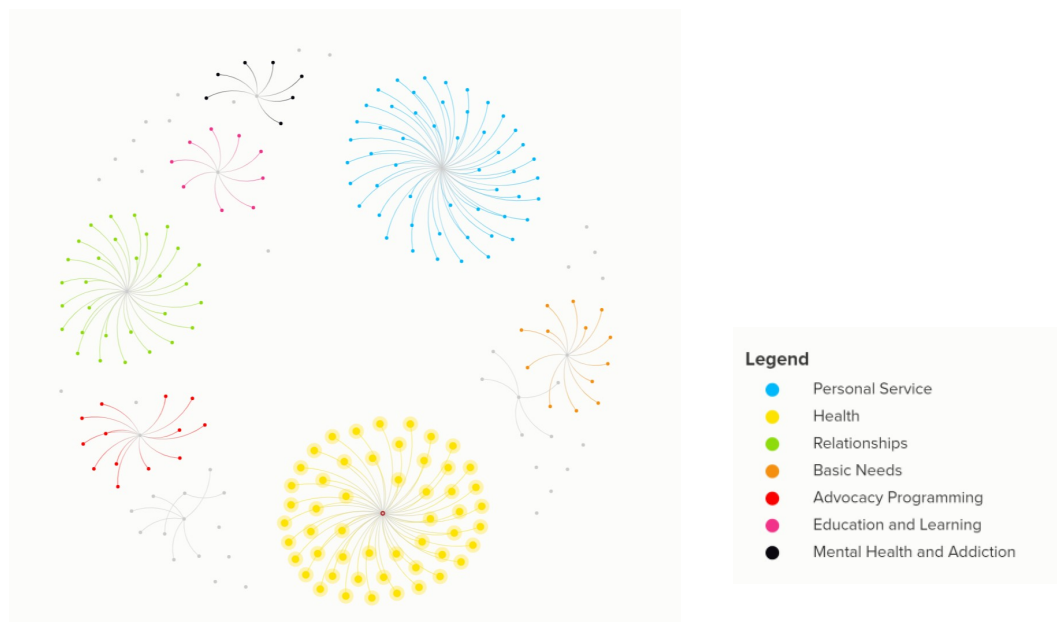 Legend
Personal Service
Health
Relationships
Basic Needs
Advocacy Programming
Education and Learning
Mental Health and Addiction